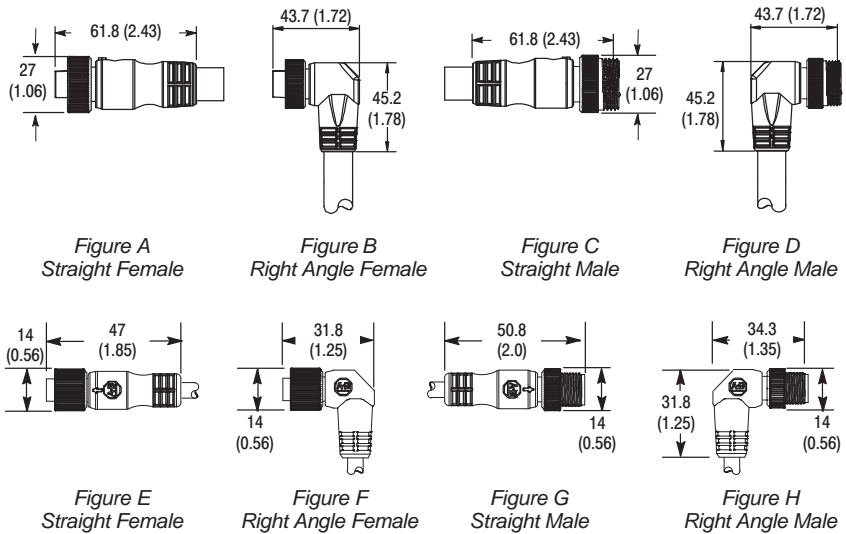 61.8 (2.43)
27
(1.06)
Figure A
Straight Female
43.7 (1.72)
45.2
(1.78)
Figure B
Right Angle Female
61.8 (2.43)
27
(1.06)
Figure C
Straight Male
43.7 (1.72)
45.2
(1.78)
Figure D
Right Angle Male
14
(0.56)
47
(1.85)
Figure E
Straight Female
31.8
(1.25)
14
(0.56)
Figure F
Right Angle Female
50.8
(2.0)
14
(0.56)
Figure G
Straight Male
34.3
(1.35)
31.8
(1.25)
14
(0.56)
Figure H
Right Angle Male